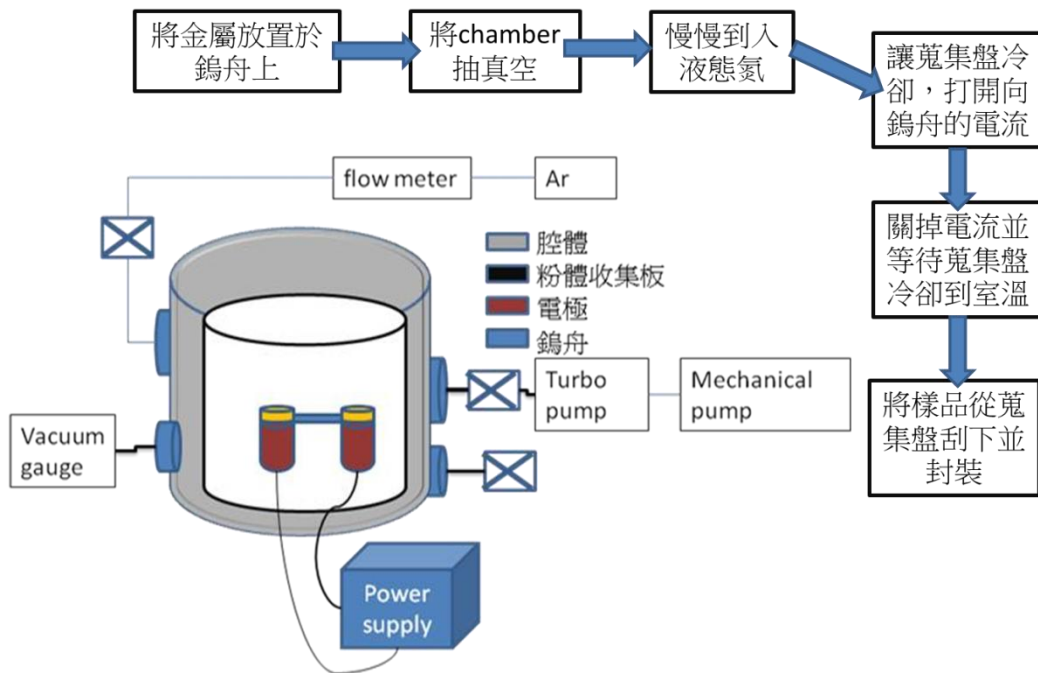 將金屬放置於
鎢舟上
將chamber
抽真空
慢慢到入
液態氮
讓蒐集盤冷
卻，打開向
鎢舟的電流
關掉電流並
等待蒐集盤
冷卻到室溫
將樣品從蒐
集盤刮下並
封裝
flow meter
Ar
腔體
粉體收集板
電極
鎢舟
Turbo
pump
Mechanical
pump
Vacuum
gauge
Power
supply